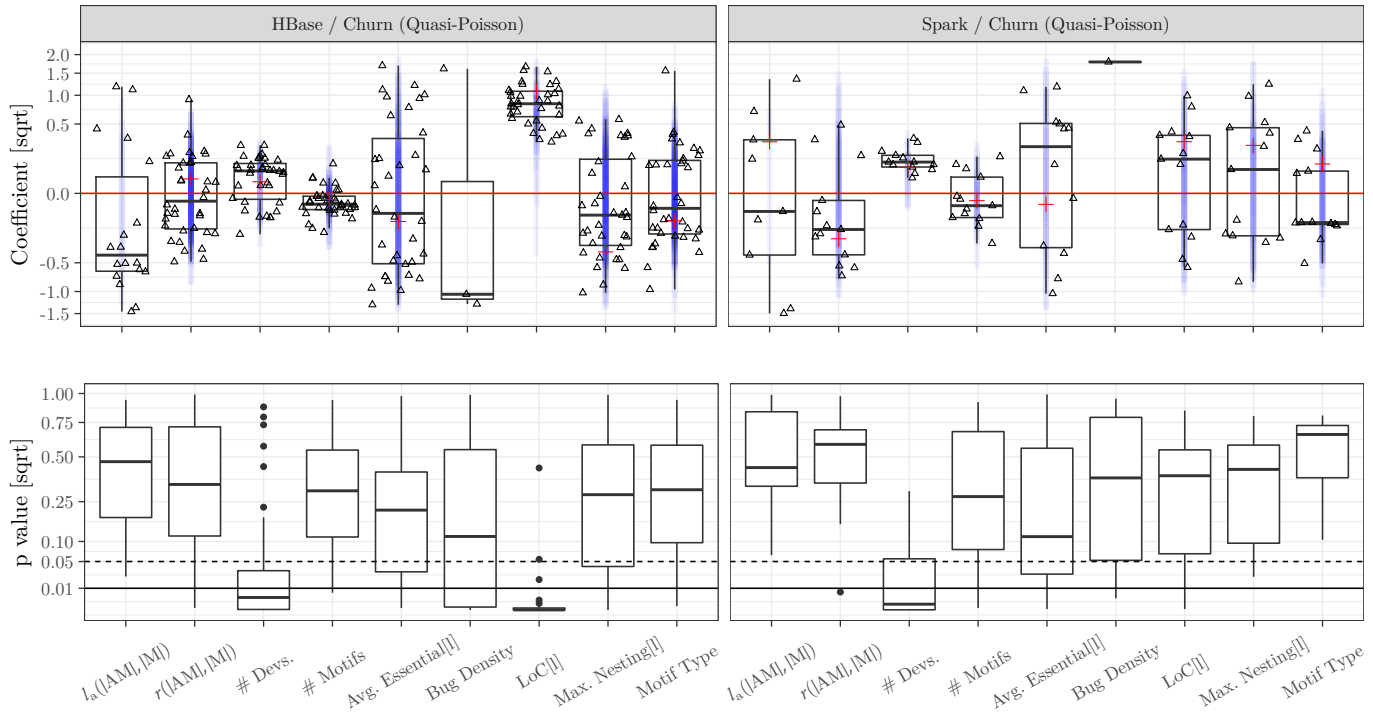 HBase / Churn (Quasi-Poisson)
Spark / Churn (Quasi-Poisson)
Coefficient [sqrt]
2.0
1.5
1.0
0.5
0.0
-0.5
-1.0
-1.5
p value [sqrt]
1.00
0.75
0.50
0.25
0.10
0.05
0.01
lₐ(|AM|,|M|)
r(|AM|,|M|)
# Devs.
# Motifs
Avg. Essential[l]
Bug Density
LoC[l]
Max. Nesting[l]
Motif Type
lₐ(|AM|,|M|)
r(|AM|,|M|)
# Devs.
# Motifs
Avg. Essential[l]
Bug Density
LoC[l]
Max. Nesting[l]
Motif Type